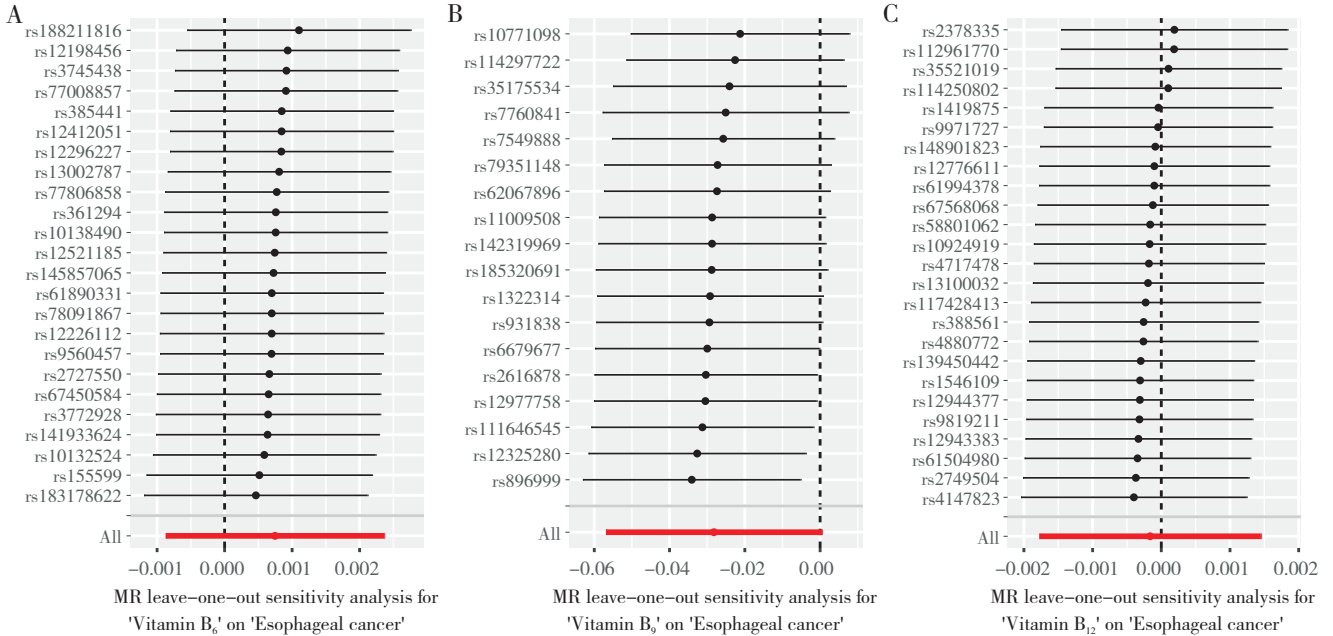 A
rs188211816
rs12198456
rs3745438
rs77008857
rs385441
rs12412051
rs12296227
rs13002787
rs77806858
rs361294
rs10138490
rs12521185
rs145857065
rs61890331
rs78091867
rs12226112
rs9560457
rs2727550
rs67450584
rs3772928
rs141933624
rs10132524
rs155599
rs183178622
All
−0.001 0.000 0.001 0.002
MR leave−one−out sensitivity analysis for
'Vitamin B₆' on 'Esophageal cancer'
B
rs10771098
rs114297722
rs35175534
rs7760841
rs7549888
rs79351148
rs62067896
rs11009508
rs142319969
rs185320691
rs1322314
rs931838
rs6679677
rs2616878
rs12977758
rs111646545
rs12325280
rs896999
All
−0.06 −0.04 −0.02 0.00
MR leave−one−out sensitivity analysis for
'Vitamin B₉' on 'Esophageal cancer'
C
rs2378335
rs112961770
rs35521019
rs114250802
rs1419875
rs9971727
rs148901823
rs12776611
rs61994378
rs67568068
rs58801062
rs10924919
rs4717478
rs13100032
rs117428413
rs388561
rs4880772
rs139450442
rs1546109
rs12944377
rs9819211
rs12943383
rs61504980
rs2749504
rs4147823
All
−0.002 −0.001 0.000 0.001 0.002
MR leave−one−out sensitivity analysis for
'Vitamin B₁₂' on 'Esophageal cancer'